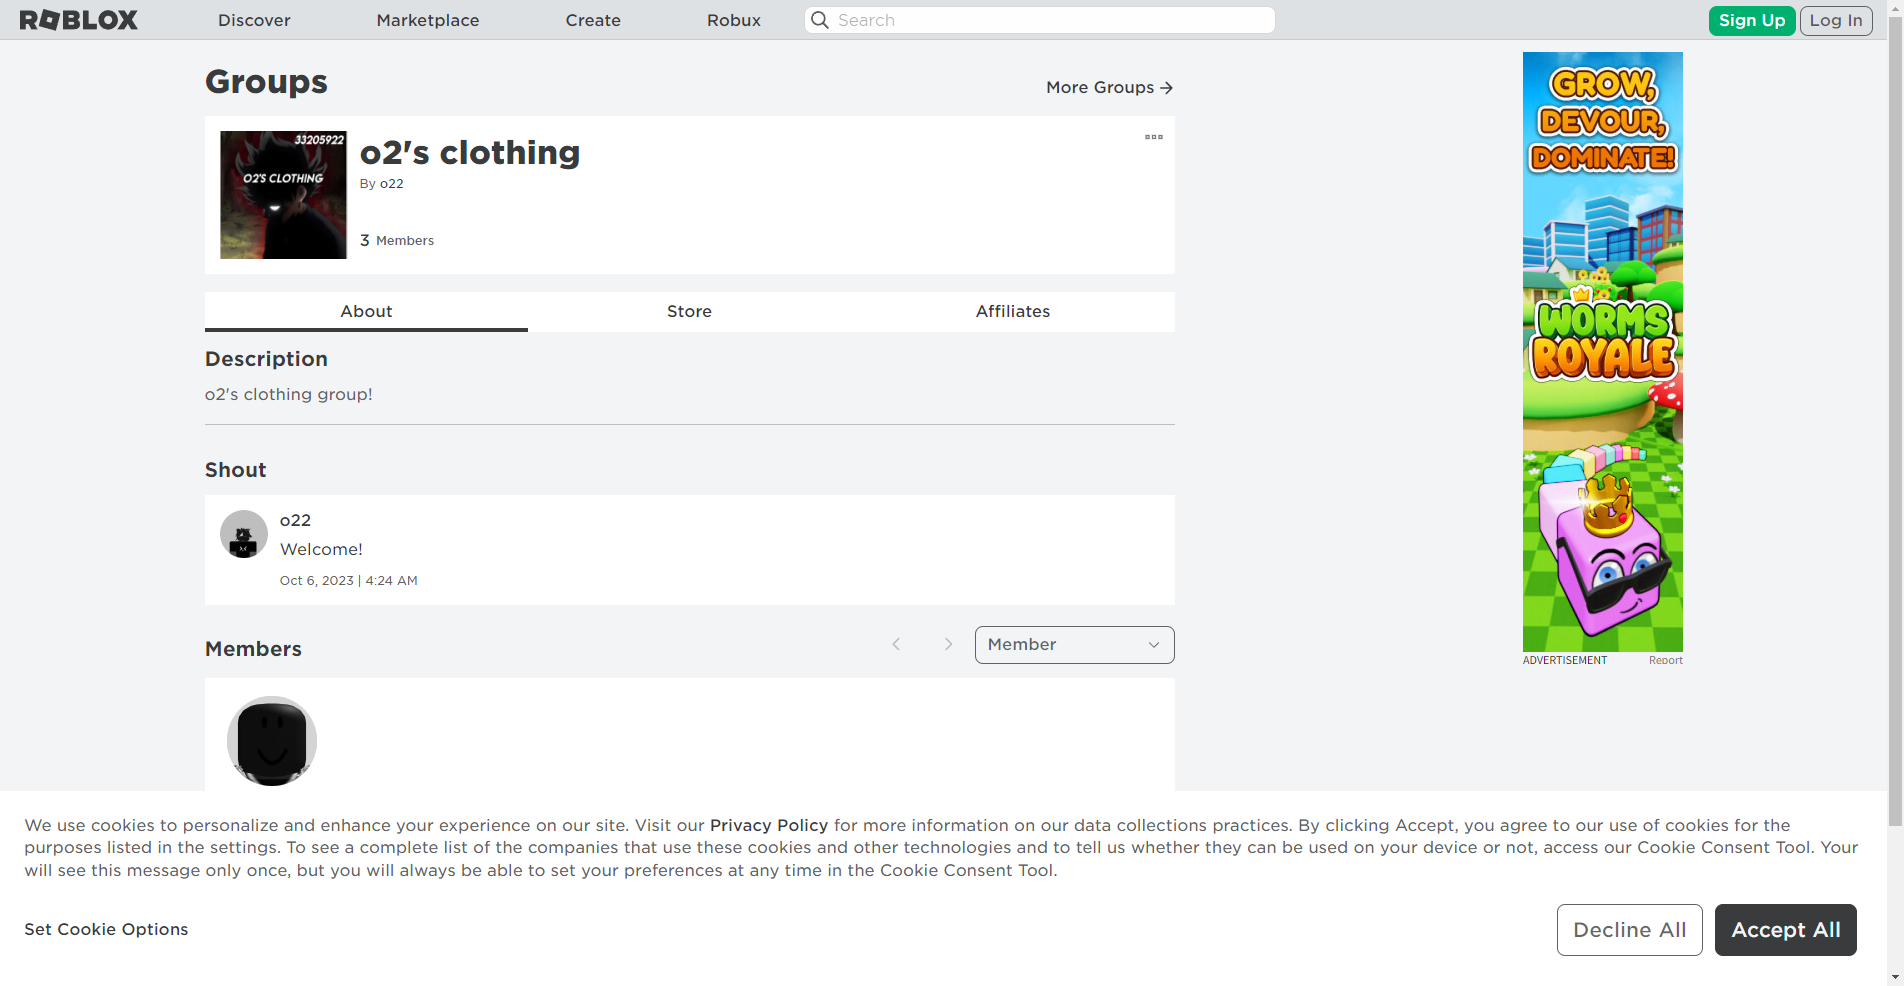 ROBLOX
Discover
Marketplace
Create
Robux
Search
Sign Up
Log In
Groups
More Groups
33205922
O2'S CLOTHING
o2's clothing
By o22
3 Members
About
Store
Affiliates
Description
o2's clothing group!
Shout
o22
Welcome!
Oct 6, 2023 | 4:24 AM
Members
Member
GROW,
DEVOUR,
DOMINATE!
WORMS
ROYALE
ADVERTISEMENT
Report
We use cookies to personalize and enhance your experience on our site. Visit our Privacy Policy for more information on our data collections practices. By clicking Accept, you agree to our use of cookies for the
purposes listed in the settings. To see a complete list of the companies that use these cookies and other technologies and to tell us whether they can be used on your device or not, access our Cookie Consent Tool. Your
will see this message only once, but you will always be able to set your preferences at any time in the Cookie Consent Tool.
Set Cookie Options
Decline All
Accept All